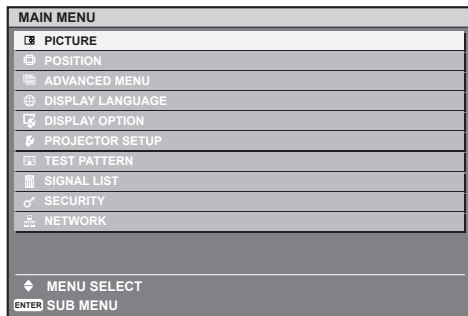 MAIN MENU
PICTURE
POSITION
ADVANCED MENU
DISPLAY LANGUAGE
DISPLAY OPTION
PROJECTOR SETUP
TEST PATTERN
SIGNAL LIST
SECURITY
NETWORK
MENU SELECT
ENTER SUB MENU